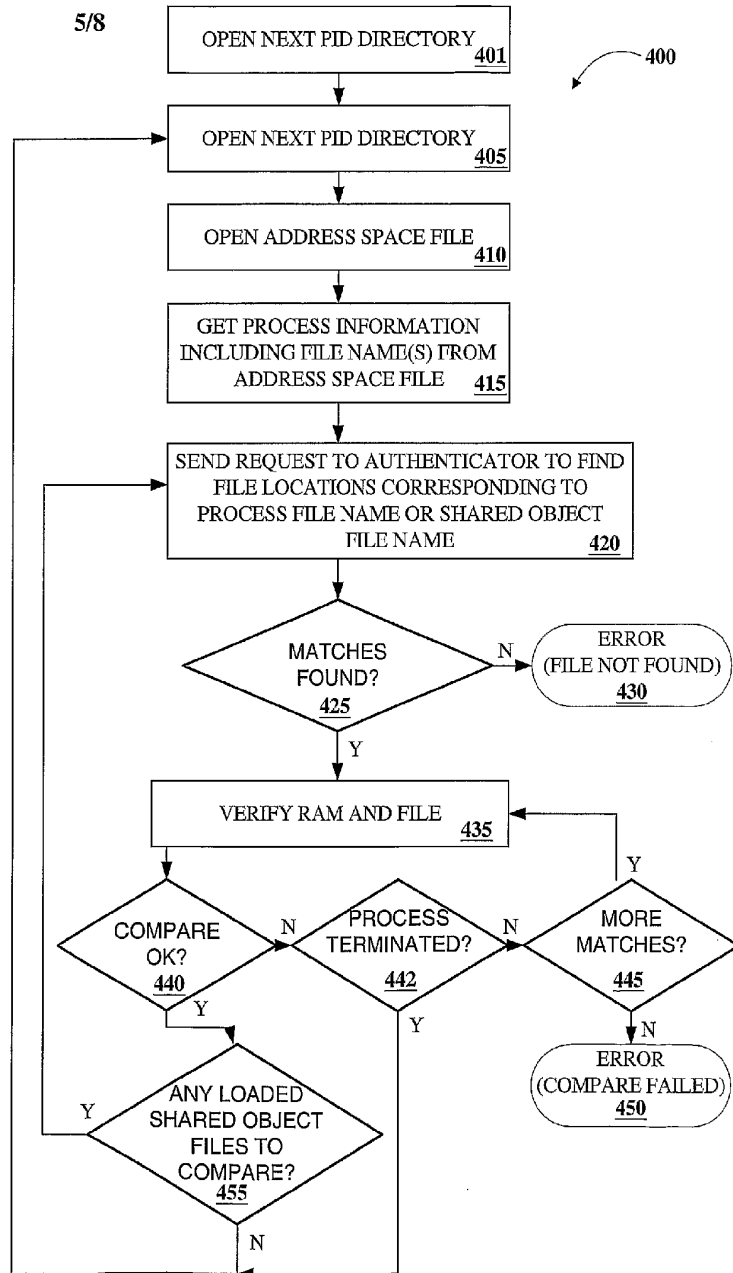 5/8
OPEN NEXT PID DIRECTORY
401
400
OPEN NEXT PID DIRECTORY
405
OPEN ADDRESS SPACE FILE
410
GET PROCESS INFORMATION
INCLUDING FILE NAME(S) FROM
ADDRESS SPACE FILE
415
SEND REQUEST TO AUTHENTICATOR TO FIND
FILE LOCATIONS CORRESPONDING TO
PROCESS FILE NAME OR SHARED OBJECT
FILE NAME
420
MATCHES
FOUND?
425
N
ERROR
(FILE NOT FOUND)
430
Y
VERIFY RAM AND FILE
435
Y
COMPARE
OK?
440
N
PROCESS
TERMINATED?
442
N
MORE
MATCHES?
445
Y
Y
N
ERROR
(COMPARE FAILED)
450
Y
ANY LOADED
SHARED OBJECT
FILES TO
COMPARE?
455
N